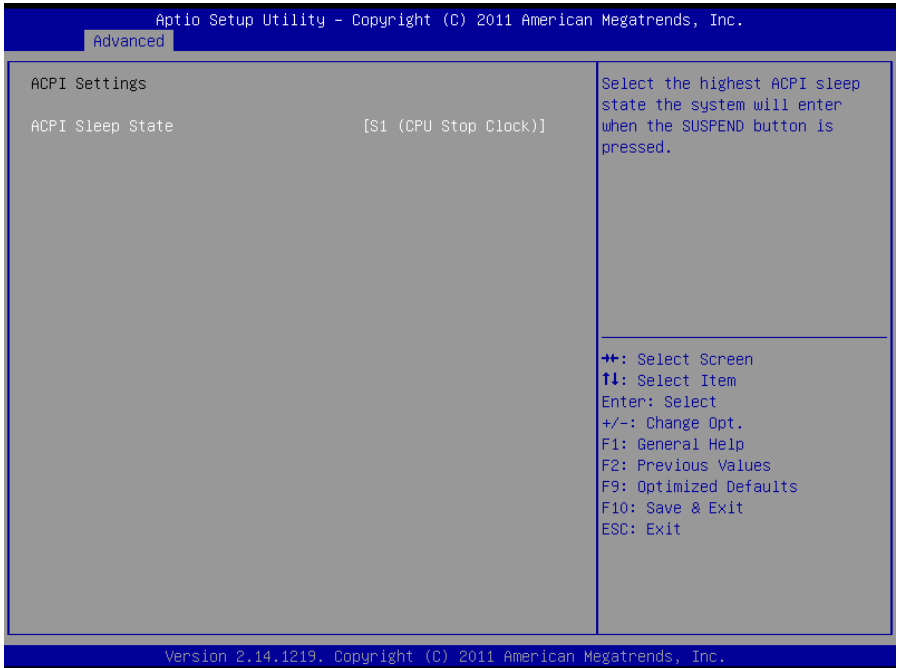 Aptio Setup Utility – Copyright (C) 2011 American Megatrends, Inc.
Advanced
ACPI Settings
ACPI Sleep State [S1 (CPU Stop Clock)]
Select the highest ACPI sleep
state the system will enter
when the SUSPEND button is
pressed.
→←: Select Screen
↑↓: Select Item
Enter: Select
+/-: Change Opt.
F1: General Help
F2: Previous Values
F9: Optimized Defaults
F10: Save & Exit
ESC: Exit
Version 2.14.1219. Copyright (C) 2011 American Megatrends, Inc.